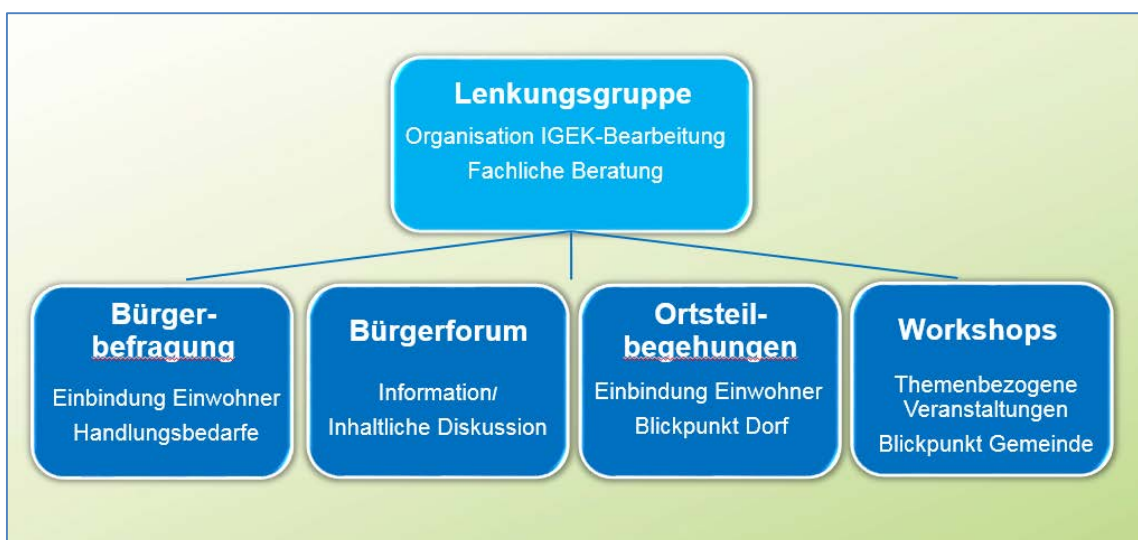 Lenkungsgruppe
Organisation IGEK-Bearbeitung
Fachliche Beratung
Bürger-
befragung
Einbindung Einwohner
Handlungsbedarfe
Bürgerforum
Information/
Inhaltliche Diskussion
Ortsteil-
begehungen
Einbindung Einwohner
Blickpunkt Dorf
Workshops
Themenbezogene
Veranstaltungen
Blickpunkt Gemeinde